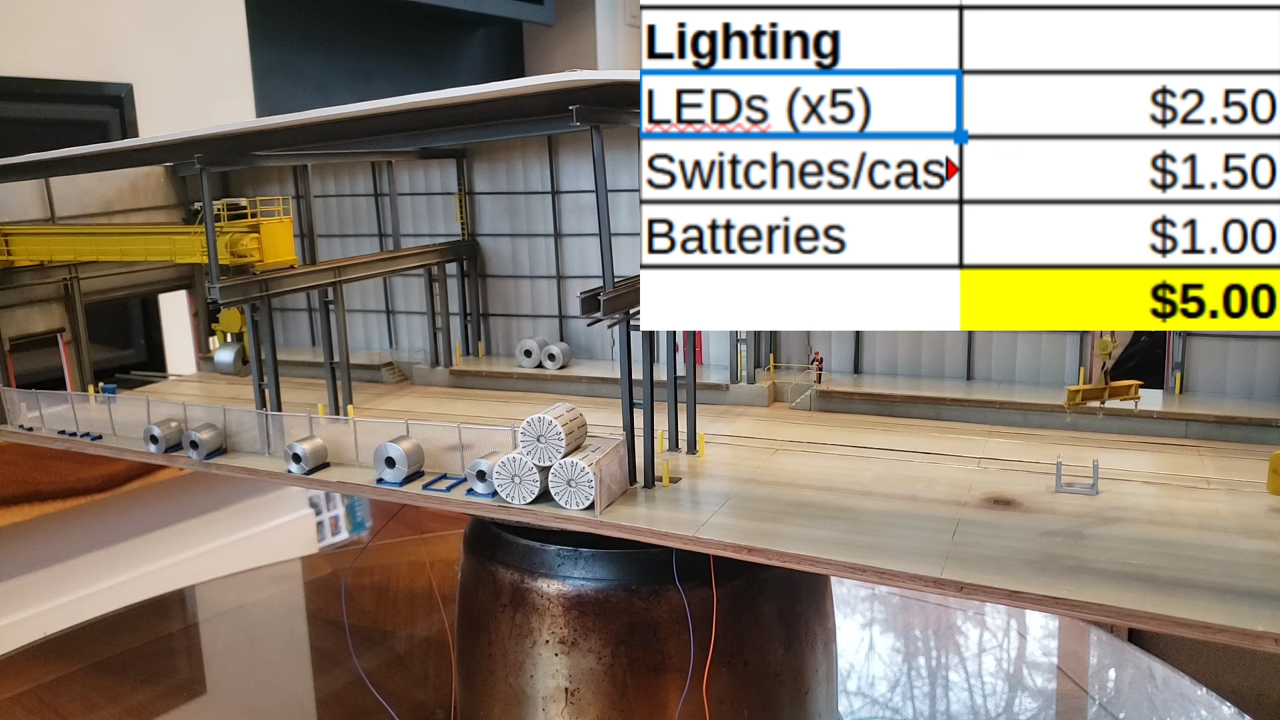 Lighting
LEDs (x5) $2.50
Switches/cas $1.50
Batteries $1.00
$5.00